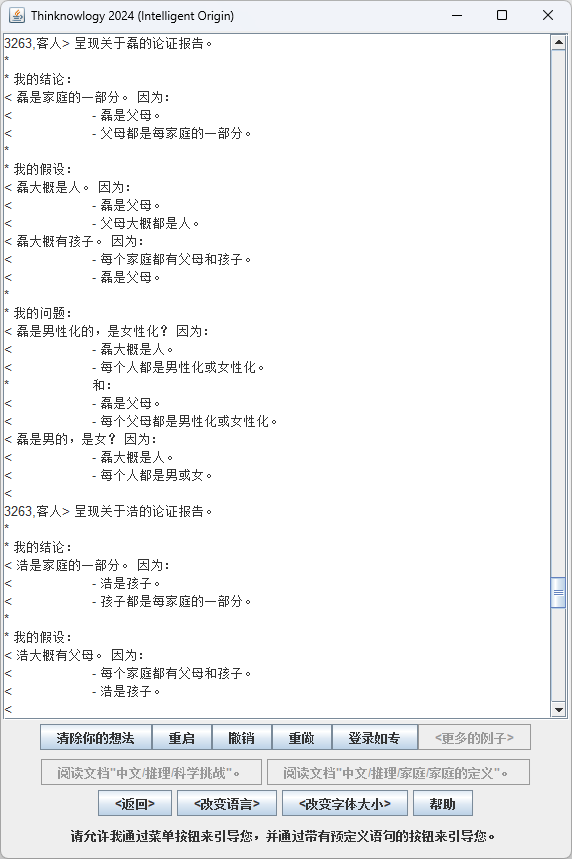 Thinknowlogy 2024 (Intelligent Origin)
3263,客人> 呈现关于磊的论证报告。
*
* 我的结论:
< 磊是家庭的一部分。 因为:
< - 磊是父母。
< - 父母都是每家庭的一部分。
*
* 我的假设:
< 磊大概是人。 因为:
< - 磊是父母。
< - 父母大概都是人。
< 磊大概有孩子。 因为:
< - 每个家庭都有父母和孩子。
< - 磊是父母。
*
* 我的问题:
< 磊是男性化的，是女性化? 因为:
< - 磊大概是人。
< - 每个人都是男性化或女性化。
* 和:
< - 磊是父母。
< - 每个父母都是男性化或女性化。
< 磊是男的，是女? 因为:
< - 磊大概是人。
< - 每个人都是男或女。
<
3263,客人> 呈现关于浩的论证报告。
*
* 我的结论:
< 浩是家庭的一部分。 因为:
< - 浩是孩子。
< - 孩子都是每家庭的一部分。
*
* 我的假设:
< 浩大概有父母。 因为:
< - 每个家庭都有父母和孩子。
< - 浩是孩子。
<
清除你的想法 重启 撤销 重做 登录如专 <更多的例子>
阅读文档"中文/推理/科学挑战"。 阅读文档"中文/推理/家庭/家庭的定义"。
<返回> <改变语言> <改变字体大小> 帮助
请允许我通过菜单按钮来引导您，并通过带有预定义语句的按钮来引导您。